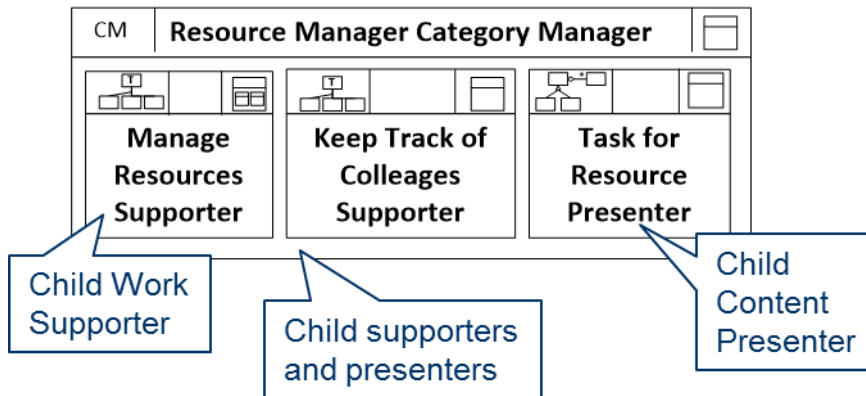 CM Resource Manager Category Manager
T
Manage
Resources
Supporter
T
Keep Track of
Colleages
Supporter
Task for
Resource
Presenter
Child Work
Supporter
Child supporters
and presenters
Child
Content
Presenter